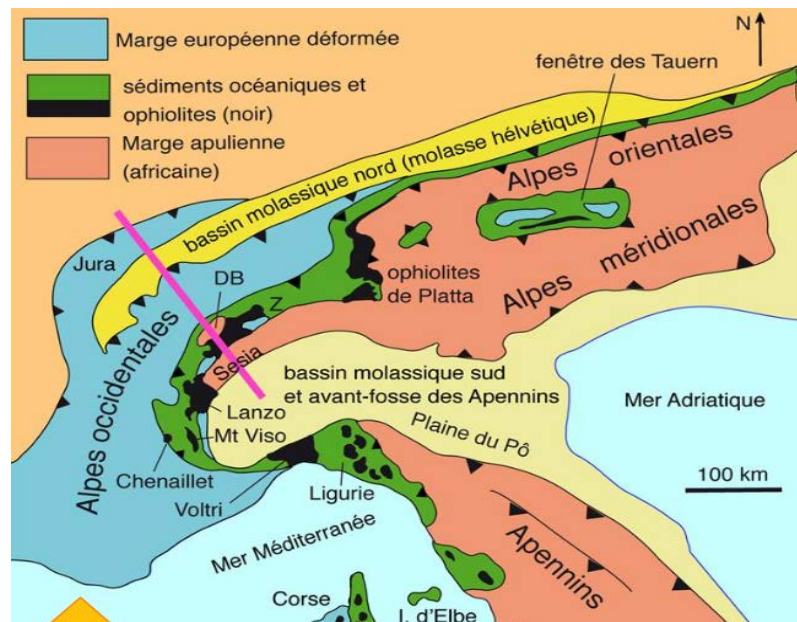 Marge européenne déformée
sédiments océaniques et
ophiolites (noir)
Marge apulienne
(africaine)
N
fenêtre des Tauern
bassin molassique nord (molasse hélvétique)
Alpes orientales
Alpes méridionales
Jura
DB
Z
ophiolites
de Platta
Alpes occidentales
Sesia
bassin molassique sud
et avant-fosse des Apennins
Plaine du Pô
Mer Adriatique
Lanzo
Mt Viso
Chenaillet
Voltri
Ligurie
100 km
Mer Méditerranée
Apennins
Corse
I. d'Elbe